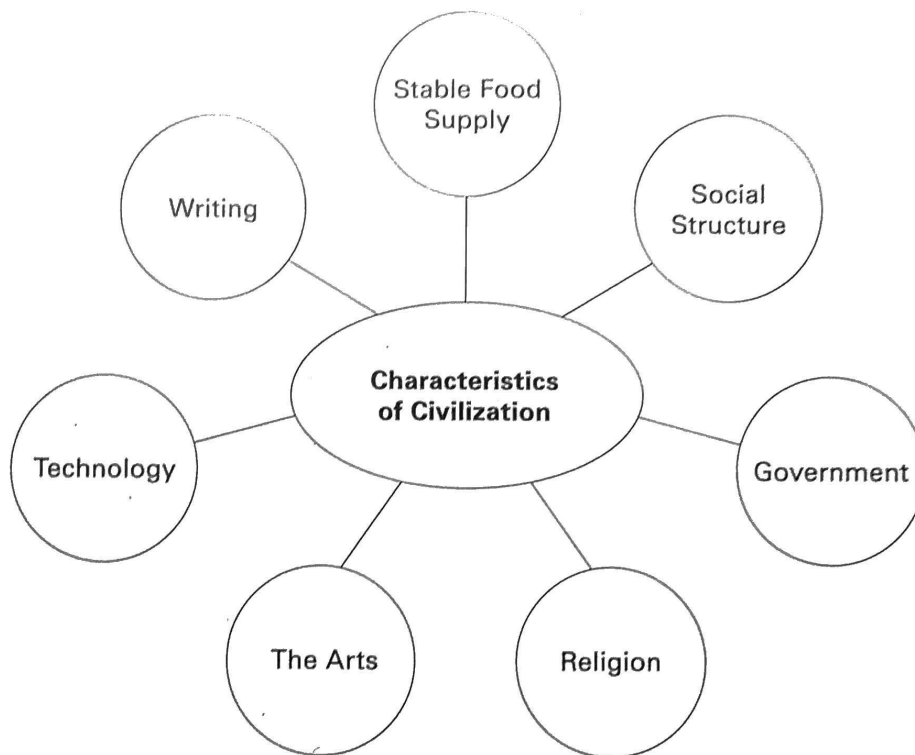 Stable Food
Supply
Writing
Social
Structure
Characteristics
of Civilization
Technology
Government
The Arts
Religion